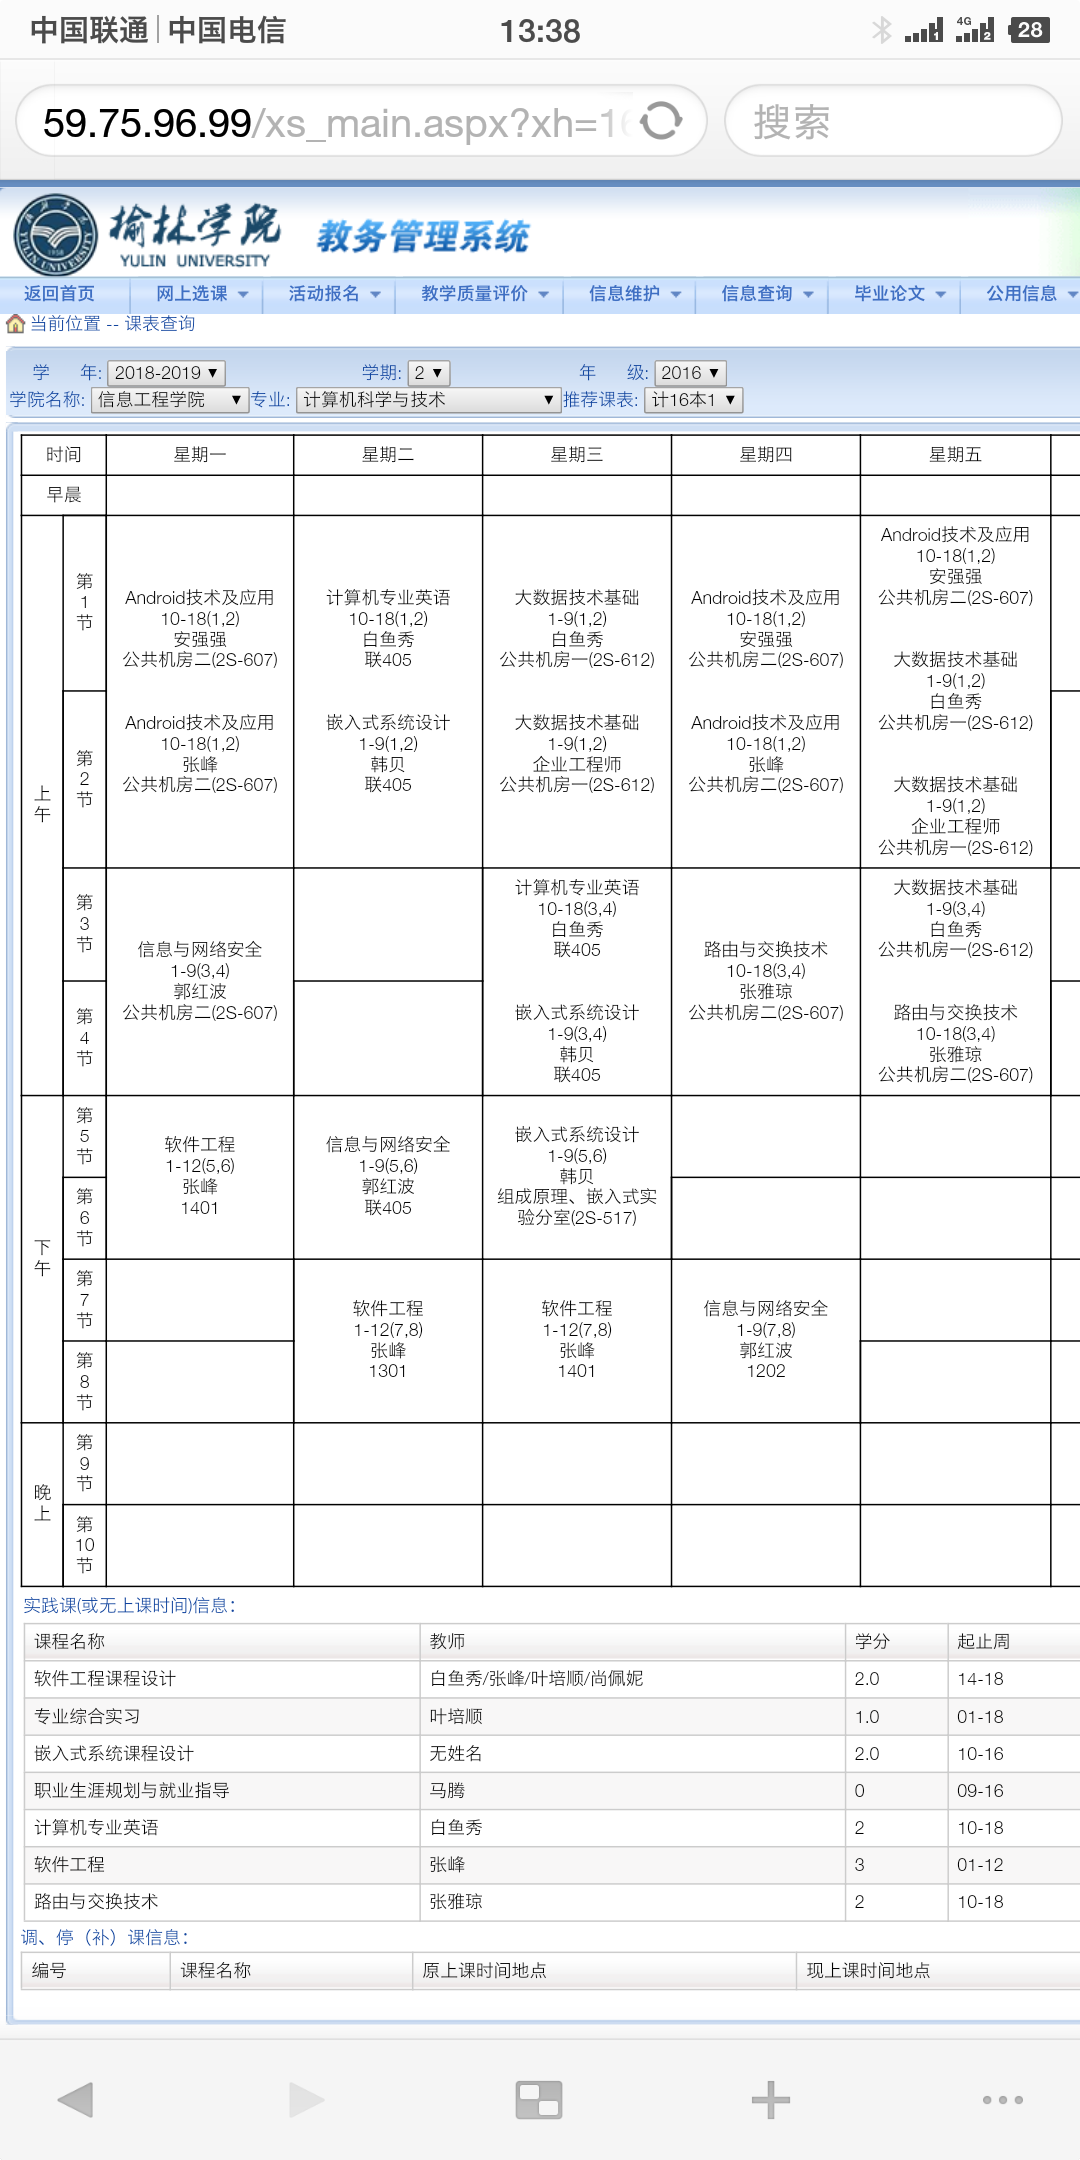 中国联通 中国电信 13:38 4G 1 2 28
59.75.96.99/xs_main.aspx?xh=16 搜索
榆林学院 教务管理系统
YULIN UNIVERSITY
返回首页 网上选课 活动报名 教学质量评价 信息维护 信息查询 毕业论文 公用信息
当前位置 -- 课表查询
学 年: 2018-2019 学期: 2 年 级: 2016
学院名称: 信息工程学院 专业: 计算机科学与技术 推荐课表: 计16本1
时间 星期一 星期二 星期三 星期四 星期五
早晨
上午
第1节
Android技术及应用
10-18(1,2)
安强强
公共机房二(2S-607)
Android技术及应用
10-18(1,2)
张峰
公共机房二(2S-607)
计算机专业英语
10-18(1,2)
白鱼秀
联405
嵌入式系统设计
1-9(1,2)
韩贝
联405
大数据技术基础
1-9(1,2)
白鱼秀
公共机房一(2S-612)
大数据技术基础
1-9(1,2)
企业工程师
公共机房一(2S-612)
Android技术及应用
10-18(1,2)
安强强
公共机房二(2S-607)
Android技术及应用
10-18(1,2)
张峰
公共机房二(2S-607)
Android技术及应用
10-18(1,2)
安强强
公共机房二(2S-607)
大数据技术基础
1-9(1,2)
白鱼秀
公共机房一(2S-612)
大数据技术基础
1-9(1,2)
企业工程师
公共机房一(2S-612)
第2节
第3节
信息与网络安全
1-9(3,4)
郭红波
公共机房二(2S-607)
计算机专业英语
10-18(3,4)
白鱼秀
联405
嵌入式系统设计
1-9(3,4)
韩贝
联405
路由与交换技术
10-18(3,4)
张雅琼
公共机房二(2S-607)
大数据技术基础
1-9(3,4)
白鱼秀
公共机房一(2S-612)
路由与交换技术
10-18(3,4)
张雅琼
公共机房二(2S-607)
第4节
下午
第5节
软件工程
1-12(5,6)
张峰
1401
信息与网络安全
1-9(5,6)
郭红波
联405
嵌入式系统设计
1-9(5,6)
韩贝
组成原理、嵌入式实
验分室(2S-517)
第6节
第7节
软件工程
1-12(7,8)
张峰
1301
软件工程
1-12(7,8)
张峰
1401
信息与网络安全
1-9(7,8)
郭红波
1202
第8节
晚上
第9节
第10节
实践课(或无上课时间)信息:
课程名称 教师 学分 起止周
软件工程课程设计 白鱼秀/张峰/叶培顺/尚佩妮 2.0 14-18
专业综合实习 叶培顺 1.0 01-18
嵌入式系统课程设计 无姓名 2.0 10-16
职业生涯规划与就业指导 马腾 0 09-16
计算机专业英语 白鱼秀 2 10-18
软件工程 张峰 3 01-12
路由与交换技术 张雅琼 2 10-18
调、停（补）课信息:
编号 课程名称 原上课时间地点 现上课时间地点